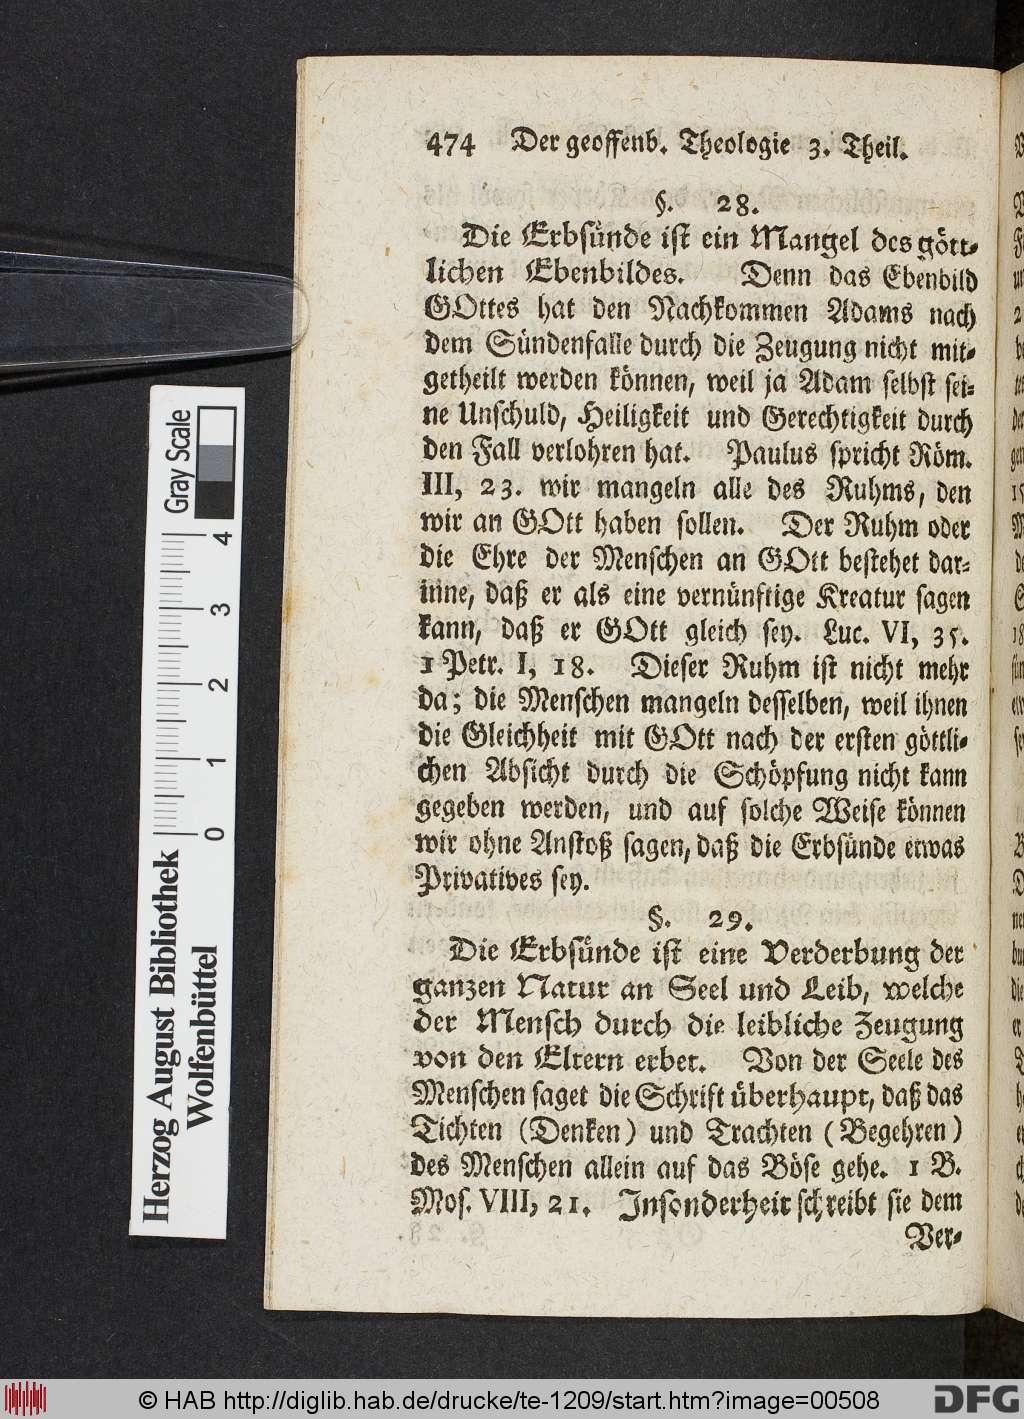 474 Der geoffenb. Theologie 3. Theil.
§. 28.
Die Erbsünde ist ein Mangel des gött-
lichen Ebenbildes. Denn das Ebenbild
GOttes hat den Nachkommen Adams nach
dem Sündenfalle durch die Zeugung nicht mit-
getheilt werden können, weil ja Adam selbst sei-
ne Unschuld, Heiligkeit und Gerechtigkeit durch
den Fall verlohren hat. Paulus spricht Röm.
III, 23. wir mangeln alle des Ruhms, den
wir an GOtt haben sollen. Der Ruhm oder
die Ehre der Menschen an GOtt bestehet dar-
inne, daß er als eine vernünftige Kreatur sagen
kann, daß er GOtt gleich sey. Luc. VI, 35.
1 Petr. I, 18. Dieser Ruhm ist nicht mehr
da; die Menschen mangeln desselben, weil ihnen
die Gleichheit mit GOtt nach der ersten göttli-
chen Absicht durch die Schöpfung nicht kann
gegeben werden, und auf solche Weise können
wir ohne Anstoß sagen, daß die Erbsünde etwas
Privatives sey.
§. 29.
Die Erbsünde ist eine Verderbung der
ganzen Natur an Seel und Leib, welche
der Mensch durch die leibliche Zeugung
von den Eltern erbet. Von der Seele des
Menschen saget die Schrift überhaupt, daß das
Tichten (Denken) und Trachten (Begehren)
des Menschen allein auf das Böse gehe. 1 B.
Mos. VIII, 21. Insonderheit schreibt sie dem
Ver-
Herzog August Bibliothek
Wolfenbüttel
0 1 2 3 4
Gray Scale
© HAB http://diglib.hab.de/drucke/te-1209/start.htm?image=00508
DFG